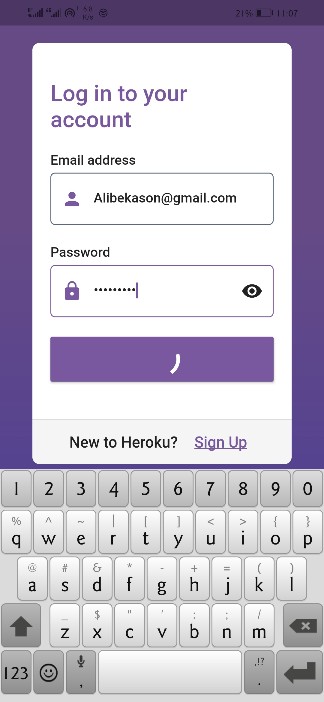 21% 11:07
Log in to your
account
Email address
Alibekason@gmail.com
Password
•••••••••
New to Heroku? Sign Up
1 2 3 4 5 6 7 8 9 0
% ^ ~ | [ ] < > { }
q w e r t y u i o p
@ # & * - + = ( )
a s d f g h j k l
_ $ " ' : ; /
z x c v b n m
123 , ,!? .